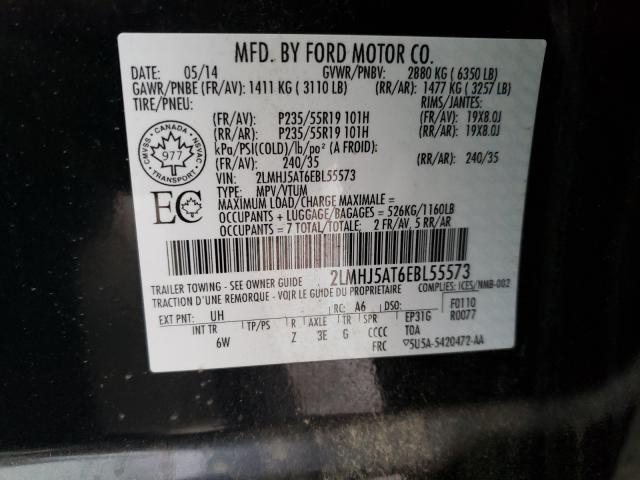 MFD. BY FORD MOTOR CO.
DATE: 05/14 GVWR/PNBV: 2880 KG ( 6350 LB)
GAWR/PNBE (FR/AV): 1411 KG ( 3110 LB) (RR/AR): 1477 KG ( 3257 LB)
TIRE/PNEU: RIMS/JANTES:
(FR/AV): P235/55R19 101H (FR/AV): 19X8.0J
(RR/AR): P235/55R19 101H (RR/AR): 19X8.0J
kPa/PSI(COLD)/lb/po² (A FROID):
(FR/AV): 240/35 (RR/AR): 240/35
VIN: 2LMHJ5AT6EBL55573
TYPE: MPV/VTUM
MAXIMUM LOAD/CHARGE MAXIMALE =
OCCUPANTS + LUGGAGE/BAGAGES = 526KG/1160LB
OCCUPANTS = 7 TOTAL/TOTALE: 2 FR/AV, 5 RR/AR
CANADA
CMVSS NSVAC
977
TRANSPORT
EC
2LMHJ5AT6EBL55573
TRAILER TOWING - SEE OWNER GUIDE COMPLIES: ICES/NMB-002
TRACTION D'UNE REMORQUE - VOIR LE GUIDE DU PROPRIETAIRE
EXT PNT: UH RC: A6 DSO: F0110
INT TR TP/PS R AXLE TR SPR EP31G R0077
6W Z 3E G CCCC TOA
FRC 5U5A-5420472-AA